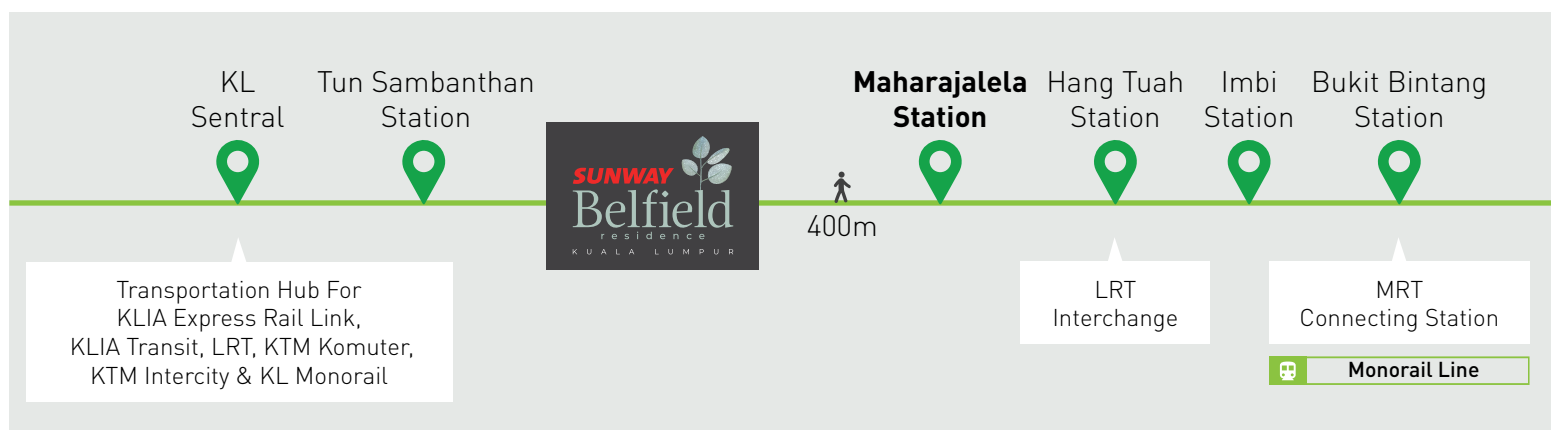 KL
Sentral
Tun Sambanthan
Station
SUNWAY
Belfield
residence
KUALA LUMPUR
400m
Maharajalela
Station
Hang Tuah
Station
Imbi
Station
Bukit Bintang
Station
Transportation Hub For
KLIA Express Rail Link,
KLIA Transit, LRT, KTM Komuter,
KTM Intercity & KL Monorail
LRT
Interchange
MRT
Connecting Station
Monorail Line